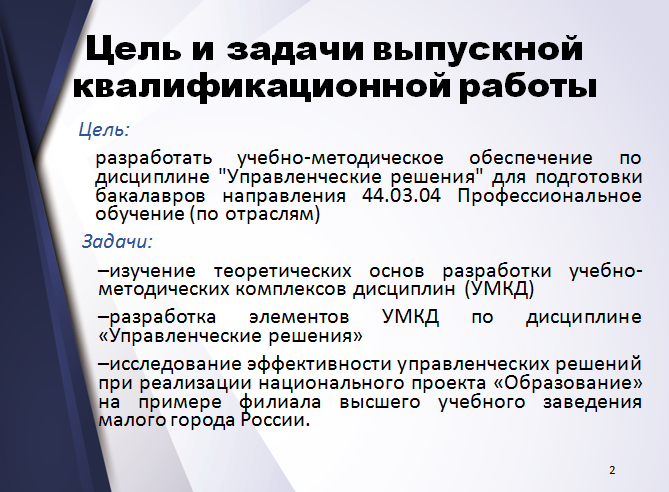 Цель и задачи выпускной
квалификационной работы
Цель:
разработать учебно-методическое обеспечение по
дисциплине "Управленческие решения" для подготовки
бакалавров направления 44.03.04 Профессиональное
обучение (по отраслям)
Задачи:
–изучение теоретических основ разработки учебно-
методических комплексов дисциплин (УМКД)
–разработка элементов УМКД по дисциплине
«Управленческие решения»
–исследование эффективности управленческих решений
при реализации национального проекта «Образование»
на примере филиала высшего учебного заведения
малого города России.
2